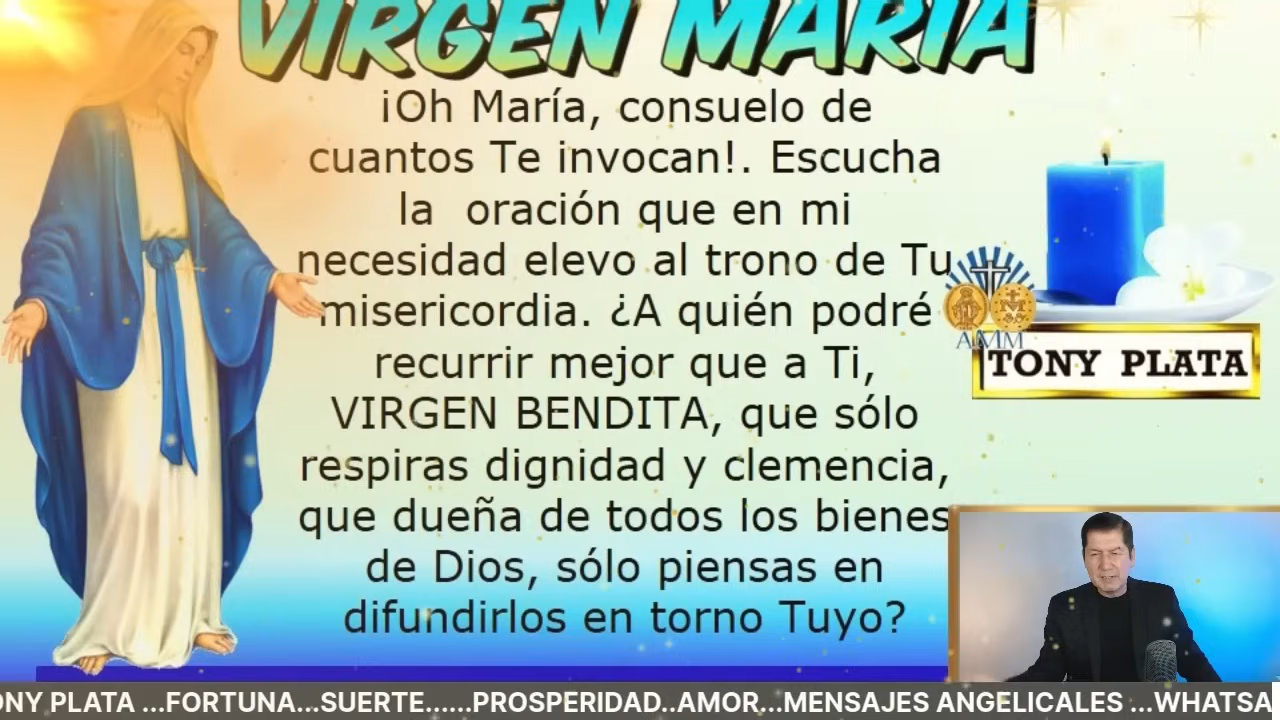 VIRGEN MARÍA
¡Oh María, consuelo de
cuantos Te invocan!. Escucha
la oración que en mi
necesidad elevo al trono de Tu
misericordia. ¿A quién podré
recurrir mejor que a Ti,
VIRGEN BENDITA, que sólo
respiras dignidad y clemencia,
que dueña de todos los bienes
de Dios, sólo piensas en
difundirlos en torno Tuyo?
AMM
TONY PLATA
ONY PLATA ...FORTUNA...SUERTE......PROSPERIDAD..AMOR...MENSAJES ANGELICALES ...WHATSA